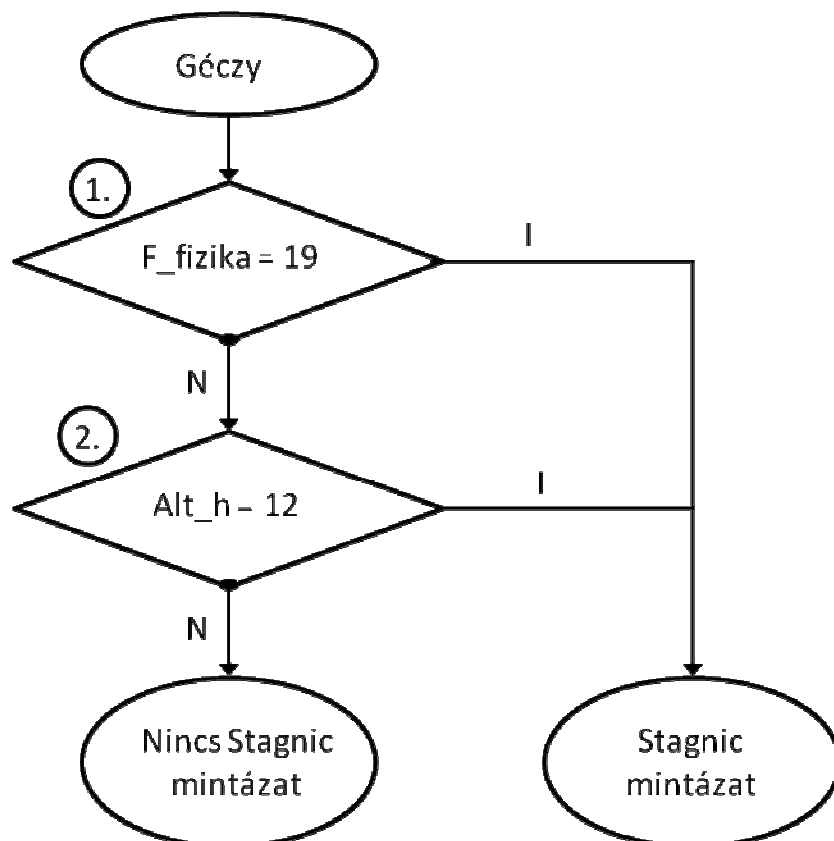 Géczy
1.
F_fizika = 19
I
N
2.
Alt_h = 12
I
N
Nincs Stagnic
mintázat
Stagnic
mintázat